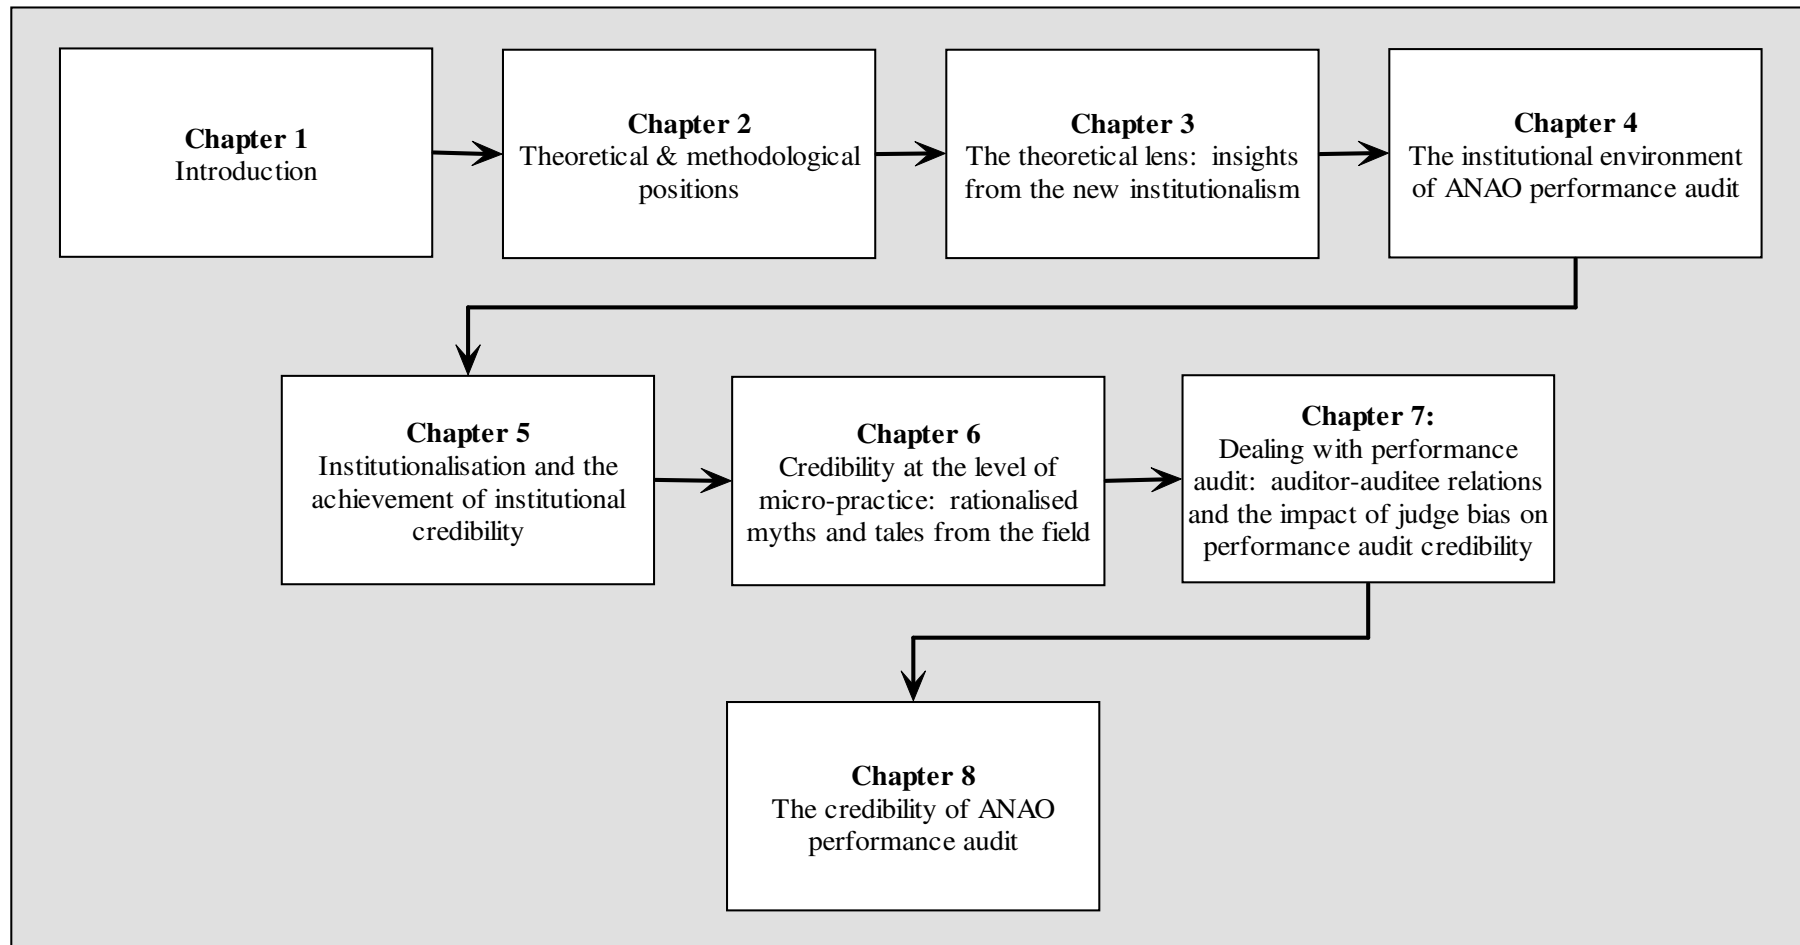 Chapter 1
Introduction
Chapter 2
Theoretical & methodological
positions
Chapter 3
The theoretical lens:  insights
from the new institutionalism
Chapter 4
The institutional environment
of ANAO performance audit
Chapter 5
Institutionalisation and the
achievement of institutional
credibility
Chapter 6
Credibility at the level of
micro-practice:  rationalised
myths and tales from the field
Chapter 7:
Dealing with performance
audit:  auditor-auditee relations
and the impact of judge bias on
performance audit credibility
Chapter 8
The credibility of ANAO
performance audit